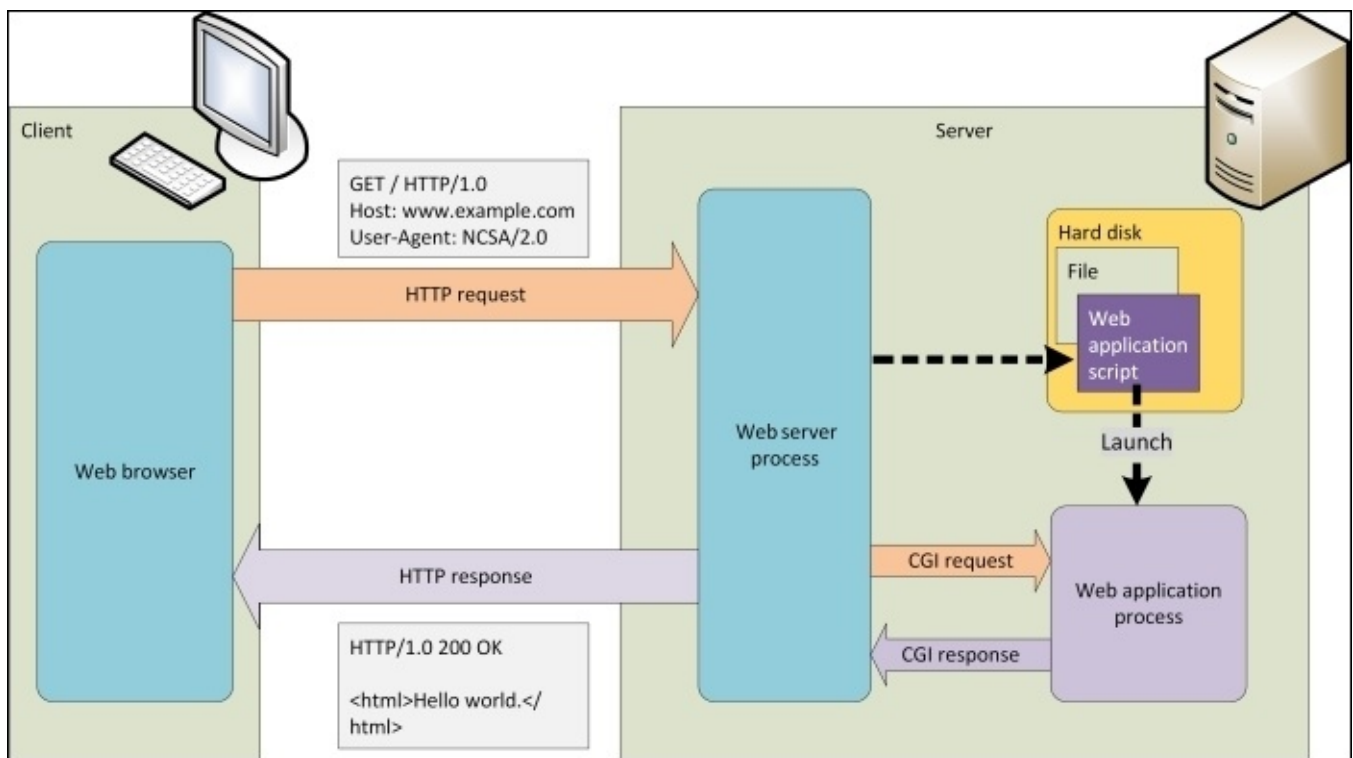 Client
Server
GET / HTTP/1.0
Host: www.example.com
User-Agent: NCSA/2.0
HTTP request
Hard disk
File
Web
application
script
Launch
Web browser
Web server
process
HTTP response
CGI request
Web application
process
CGI response
HTTP/1.0 200 OK
<html>Hello world.</
html>